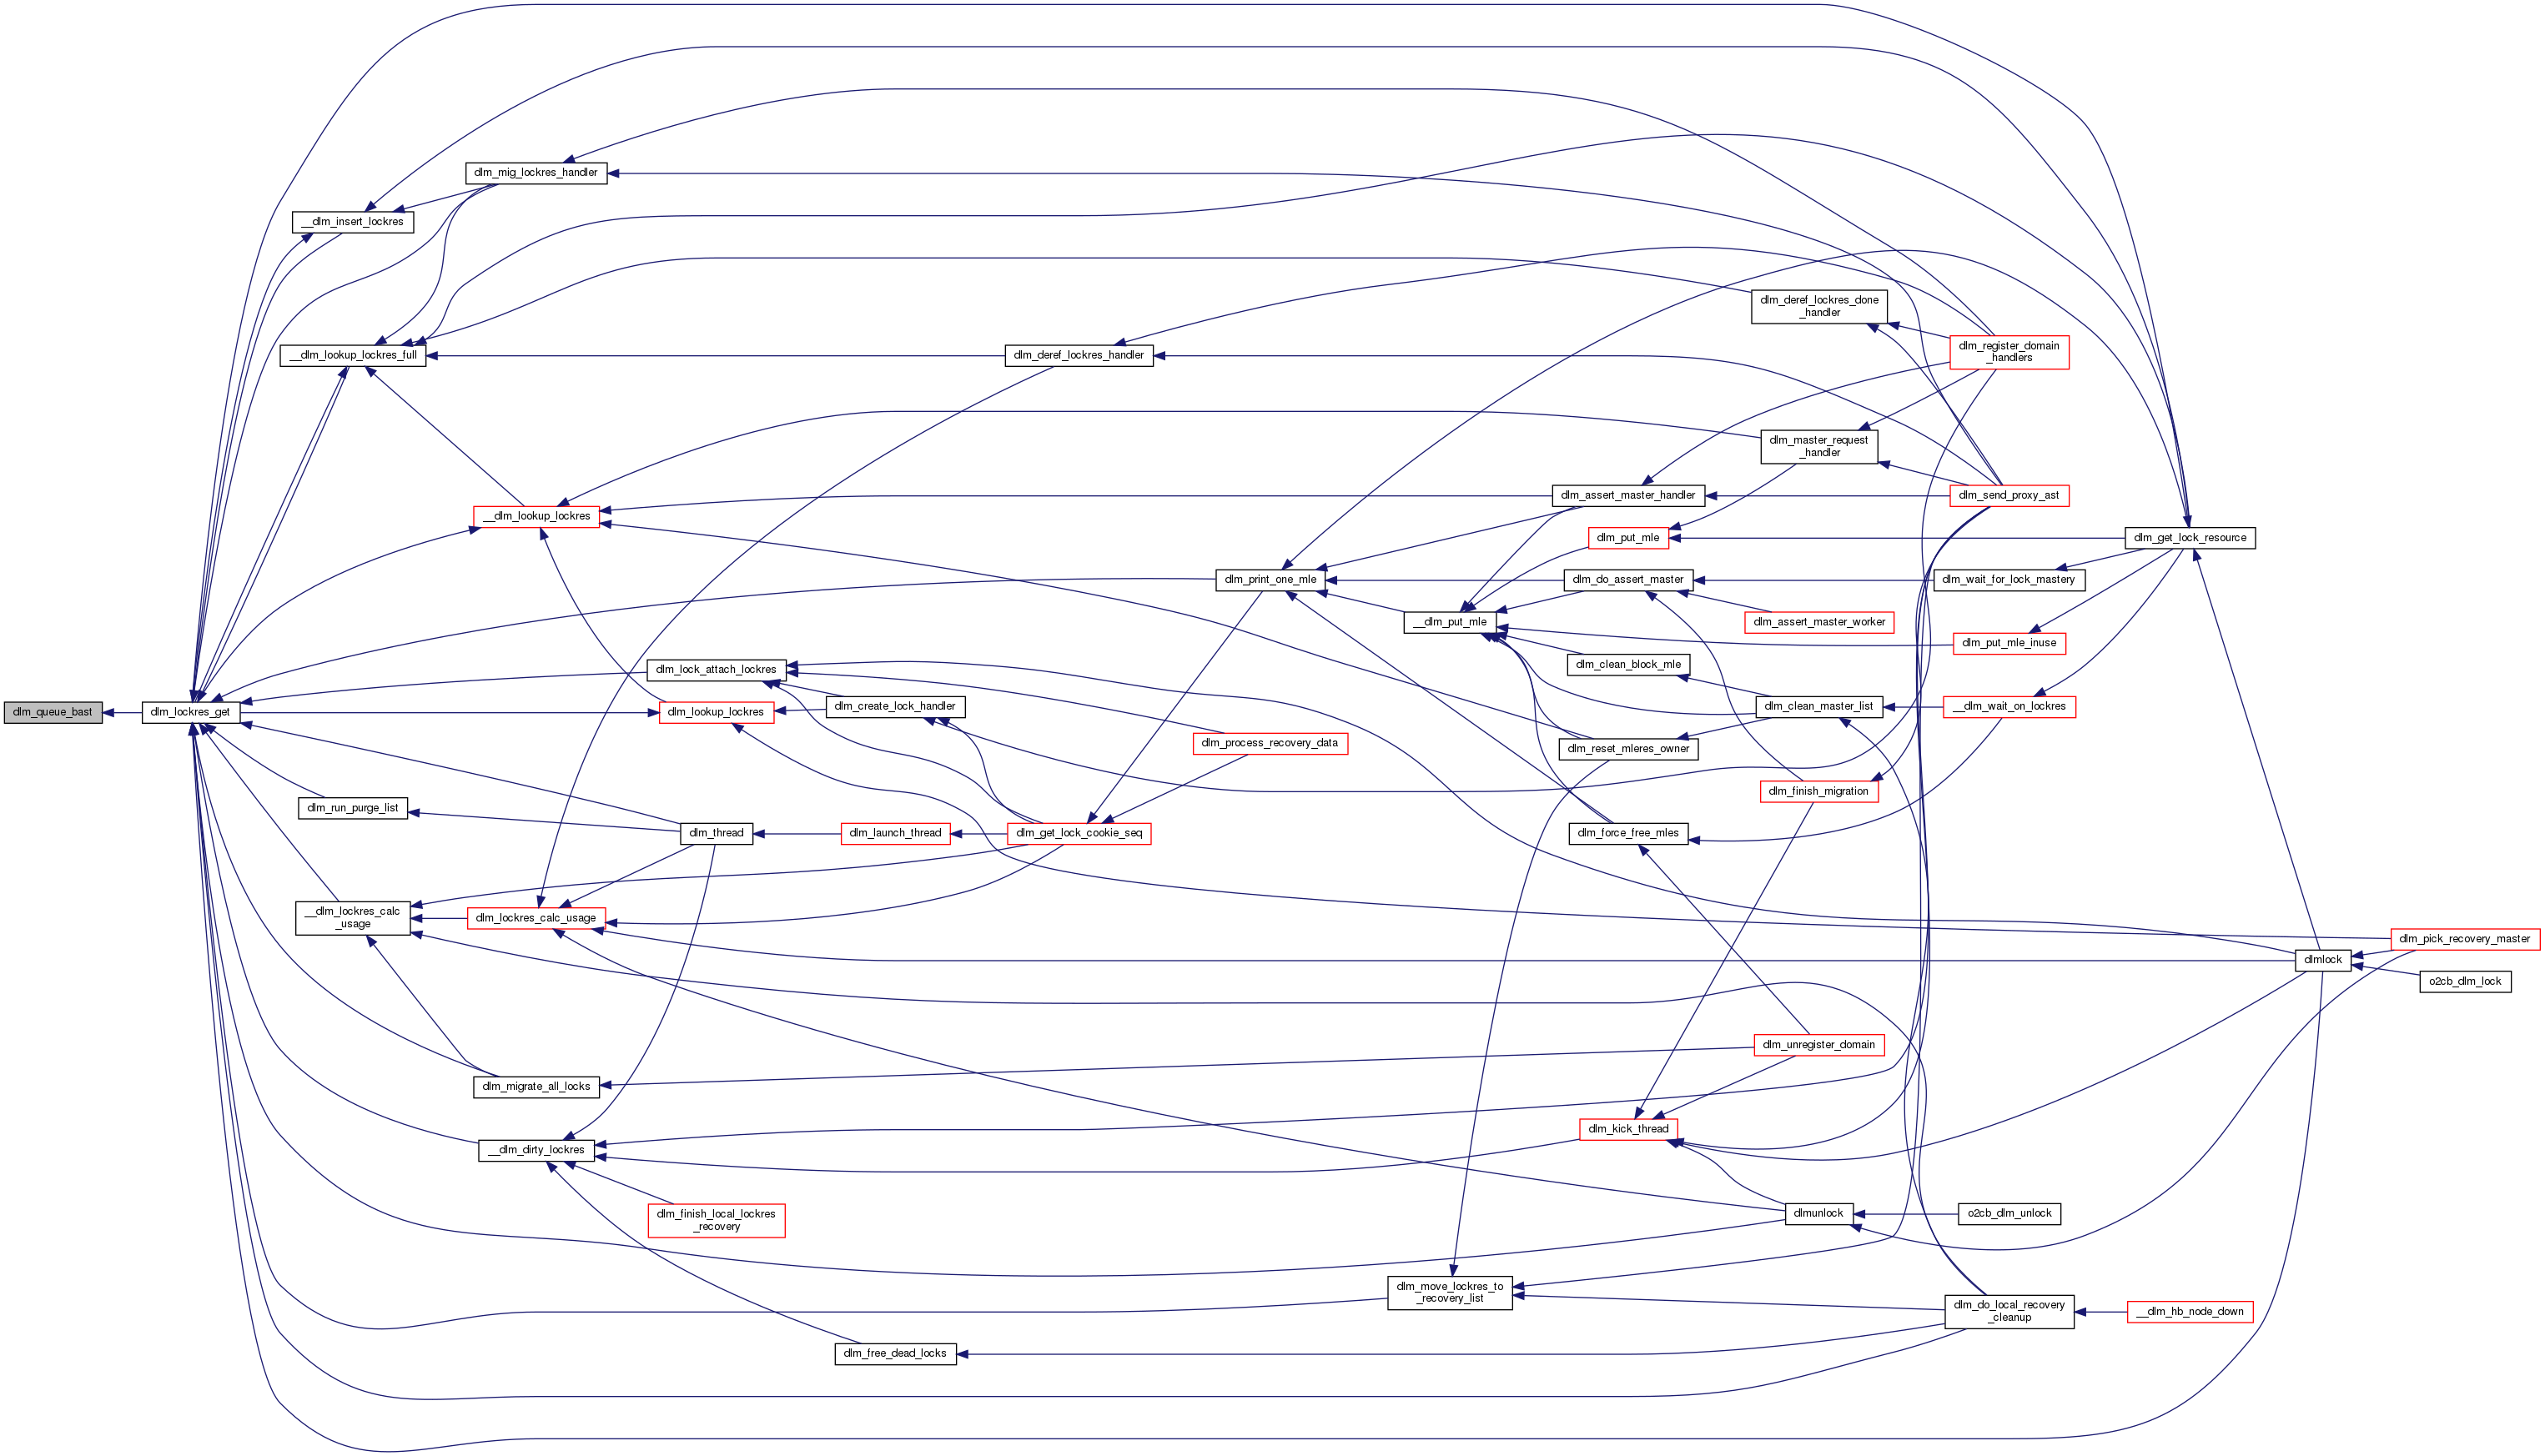 dlm_mig_lockres_handler
__dlm_insert_lockres
dlm_deref_lockres_done
_handler
__dlm_lookup_lockres_full
dlm_deref_lockres_handler
dlm_register_domain
_handlers
dlm_master_request
_handler
__dlm_lookup_lockres
dlm_assert_master_handler
dlm_send_proxy_ast
dlm_put_mle
dlm_get_lock_resource
dlm_print_one_mle
dlm_do_assert_master
dlm_wait_for_lock_mastery
__dlm_put_mle
dlm_assert_master_worker
dlm_put_mle_inuse
dlm_lock_attach_lockres
dlm_clean_block_mle
dlm_queue_bast
dlm_lockres_get
dlm_lookup_lockres
dlm_create_lock_handler
dlm_clean_master_list
__dlm_wait_on_lockres
dlm_process_recovery_data
dlm_reset_mleres_owner
dlm_run_purge_list
dlm_finish_migration
dlm_thread
dlm_launch_thread
dlm_get_lock_cookie_seq
dlm_force_free_mles
__dlm_lockres_calc
_usage
dlm_lockres_calc_usage
dlm_pick_recovery_master
dlmlock
o2cb_dlm_lock
dlm_unregister_domain
dlm_migrate_all_locks
dlm_kick_thread
__dlm_dirty_lockres
dlm_finish_local_lockres
_recovery
dlmunlock
o2cb_dlm_unlock
dlm_move_lockres_to
_recovery_list
dlm_do_local_recovery
_cleanup
__dlm_hb_node_down
dlm_free_dead_locks